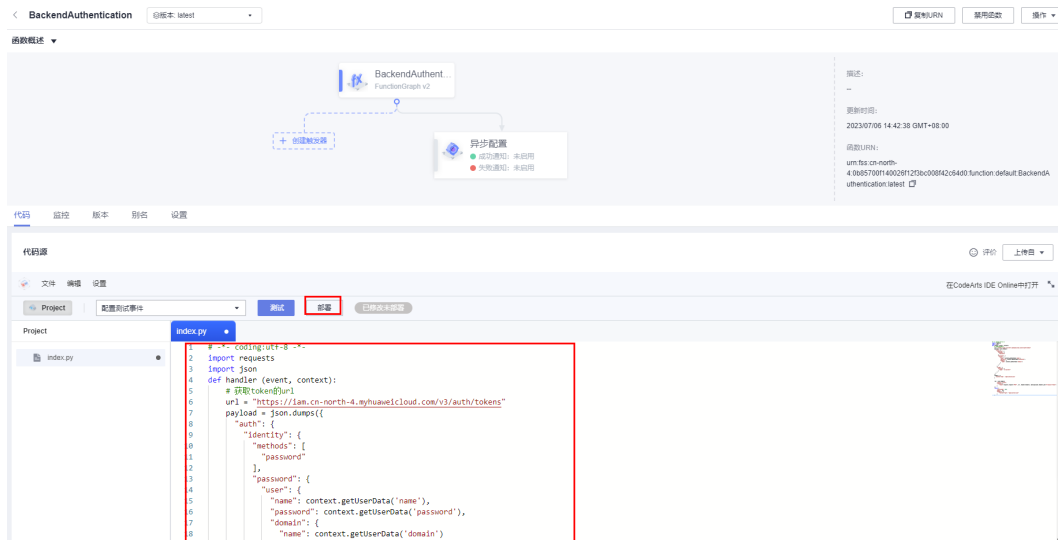 BackendAuthentication
版本: latest
复制URN
禁用函数
操作
函数概述
BackendAuthent...
FunctionGraph v2
创建触发器
异步配置
成功通知: 未启用
失败通知: 未启用
描述:
--
更新时间:
2023/07/06 14:42:38 GMT+08:00
函数URN:
urn:fss:cn-north-
4:0b85700f140026f12f3bc008f42c64d0:function:default:BackendA
uthentication:latest
代码 监控 版本 别名 设置
代码源
评价
上传自
文件 编辑 设置
在CodeArts IDE Online中打开
Project
配置测试事件
测试
部署
已修改未部署
Project
index.py
index.py
1 # -*- coding:utf-8 -*-
2 import requests
3 import json
4 def handler (event, context):
5 # 获取token的url
6 url = "https://iam.cn-north-4.myhuaweicloud.com/v3/auth/tokens"
7 payload = json.dumps({
8 "auth": {
9 "identity": {
10 "methods": [
11 "password"
12 ],
13 "password": {
14 "user": {
15 "name": context.getUserData('name'),
16 "password": context.getUserData('password'),
17 "domain": {
18 "name": context.getUserData('domain')